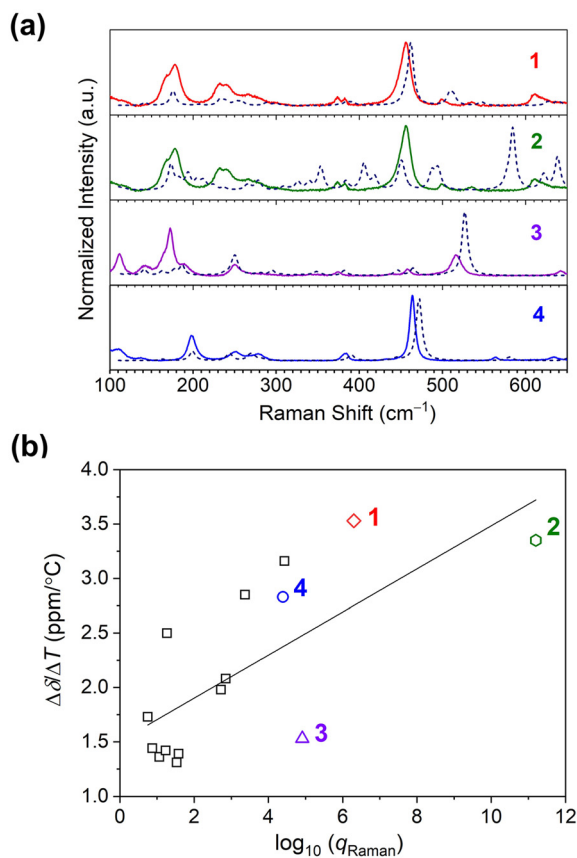 (a)
Normalized Intensity (a.u.)
1
2
3
4
100 200 300 400 500 600
Raman Shift (cm⁻¹)
(b)
Δδ/ΔT (ppm/°C)
4.0
3.5
3.0
2.5
2.0
1.5
1.0
1
2
4
3
0 2 4 6 8 10 12
log₁₀ (qRaman)